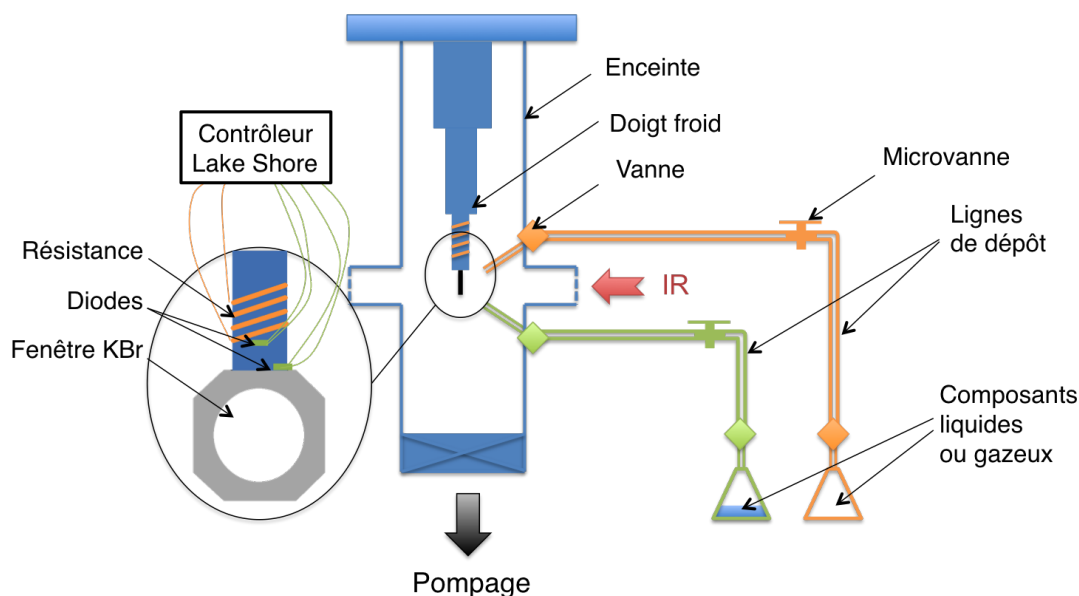 Enceinte
Contrôleur
Lake Shore
Doigt froid
Microvanne
Vanne
Lignes
de dépôt
Résistance
Diodes
IR
Fenêtre KBr
Composants
liquides
ou gazeux
Pompage